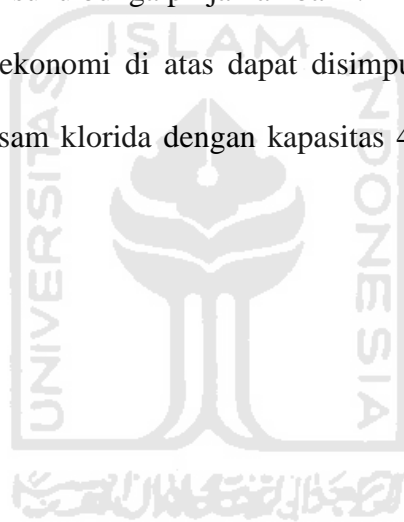 ekonomi di atas dapat disimpu
sam klorida dengan kapasitas 4
ISLAM
UNIVERSITAS
INDONESIA